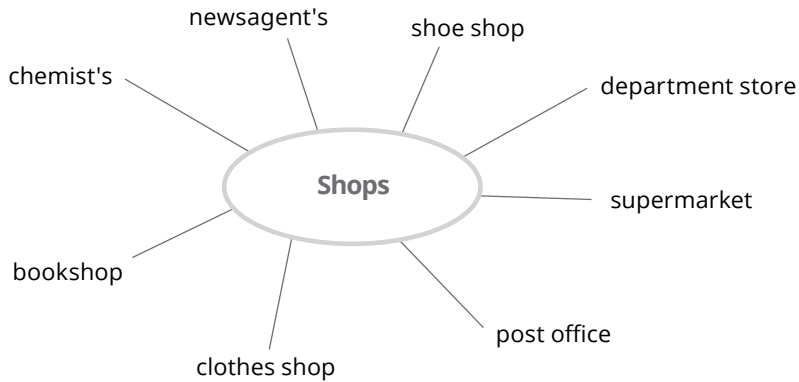 newsagent's
shoe shop
chemist's
department store
Shops
supermarket
bookshop
post office
clothes shop